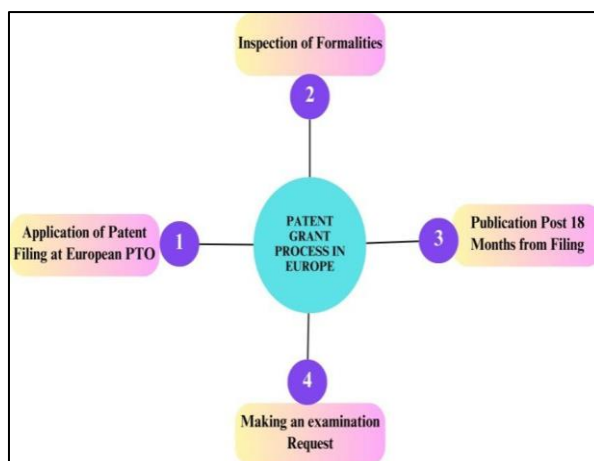 Inspection of Formalities
2
PATENT
GRANT
PROCESS IN
EUROPE
Application of Patent
Filing at European PTO
1
3
Publication Post 18
Months from Filing
4
Making an examination
Request